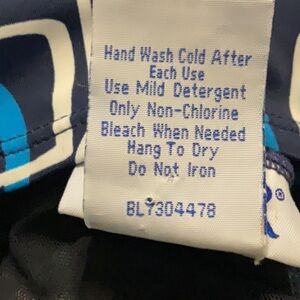 Hand Wash Cold After
Each Use
Use Mild Detergent
Only Non-Chlorine
Bleach When Needed
Hang To Dry
Do Not Iron
BL7304478
R